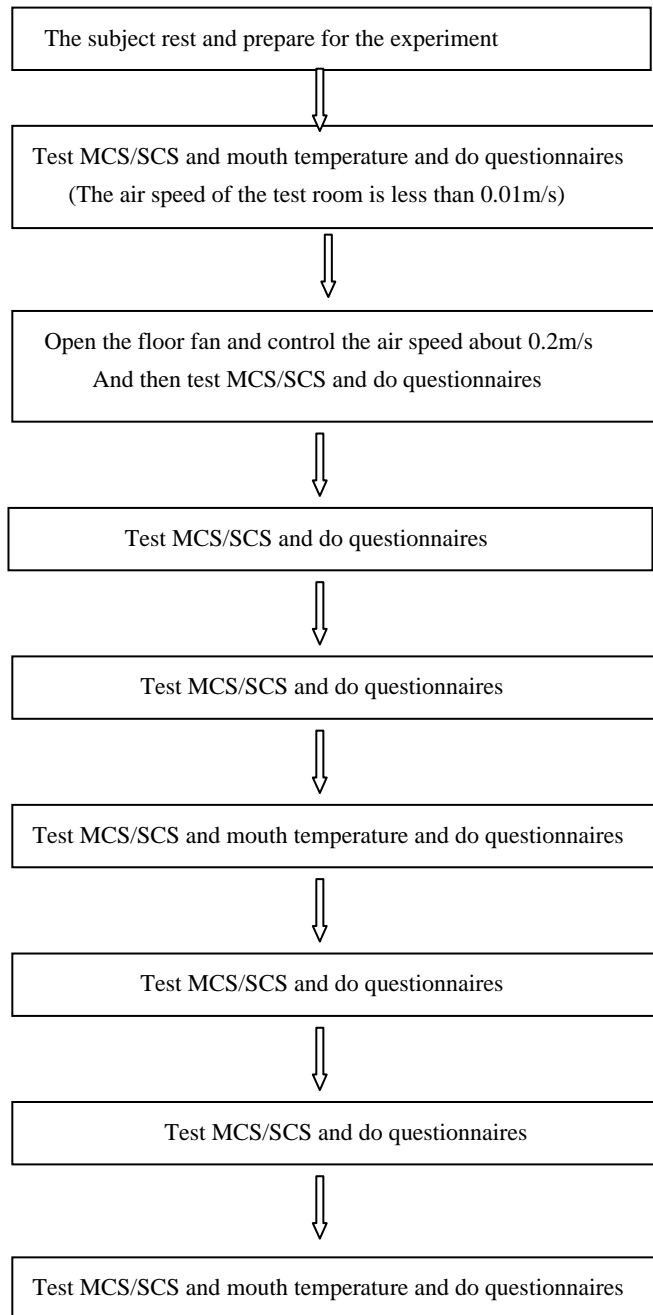 The subject rest and prepare for the experiment
Test MCS/SCS and mouth temperature and do questionnaires
(The air speed of the test room is less than 0.01m/s)
Open the floor fan and control the air speed about 0.2m/s
And then test MCS/SCS and do questionnaires
Test MCS/SCS and do questionnaires
Test MCS/SCS and do questionnaires
Test MCS/SCS and mouth temperature and do questionnaires
Test MCS/SCS and do questionnaires
Test MCS/SCS and do questionnaires
Test MCS/SCS and mouth temperature and do questionnaires